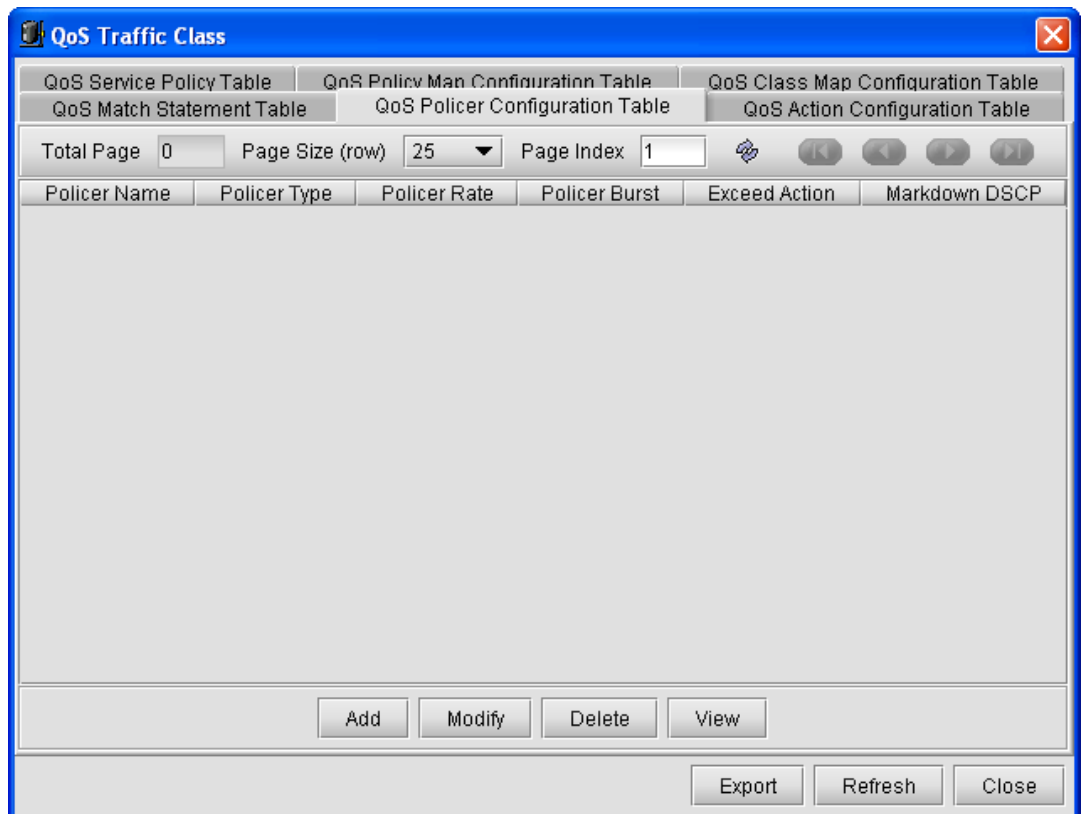 QoS Traffic Class
QoS Service Policy Table QoS Policy Map Configuration Table QoS Class Map Configuration Table
QoS Match Statement Table QoS Policer Configuration Table QoS Action Configuration Table
Total Page 0 Page Size (row) 25 Page Index 1
Policer Name Policer Type Policer Rate Policer Burst Exceed Action Markdown DSCP
Add Modify Delete View
Export Refresh Close